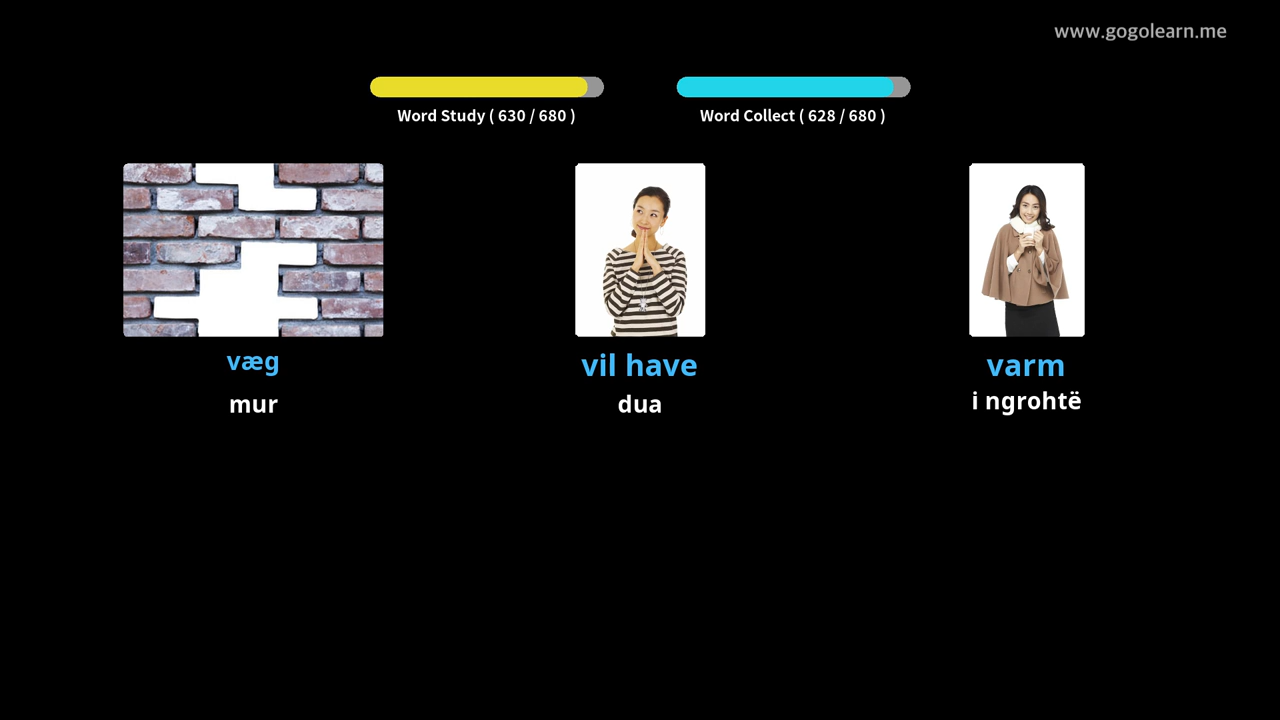 www.gogolearn.me
Word Study ( 630 / 680 )
Word Collect ( 628 / 680 )
væg
mur
vil have
dua
varm
i ngrohtë